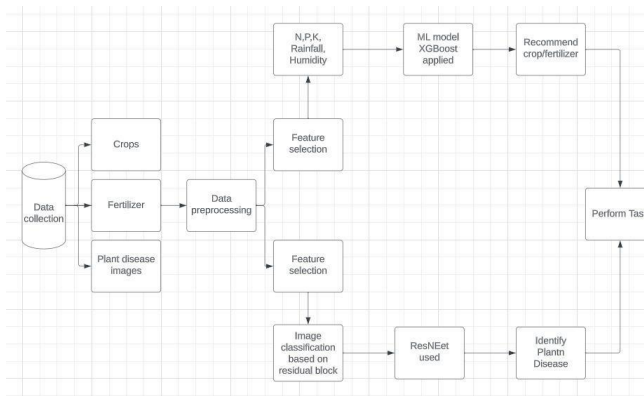 N,P,K,
Rainfall,
Humidity
ML model
XGBoost
applied
Recommend
crop/fertilizer
Crops
Feature
selection
Data
collection
Fertilizer
Data
preprocessing
Perform Tas
Plant disease
images
Feature
selection
Image
classification
based on
residual block
ResNEet
used
Identify
Plantn
Disease